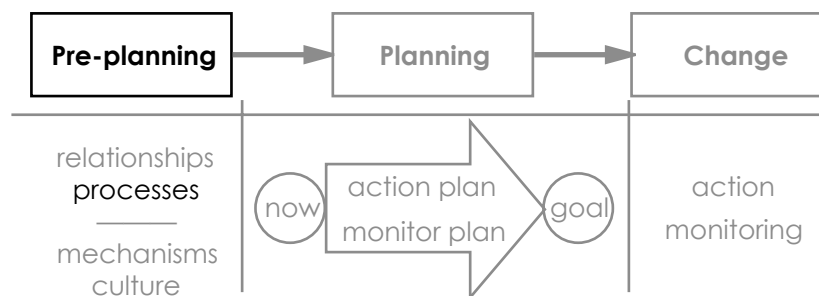 Pre-planning
Planning
Change
relationships
processes
mechanisms
culture
now
action plan
monitor plan
goal
action
monitoring